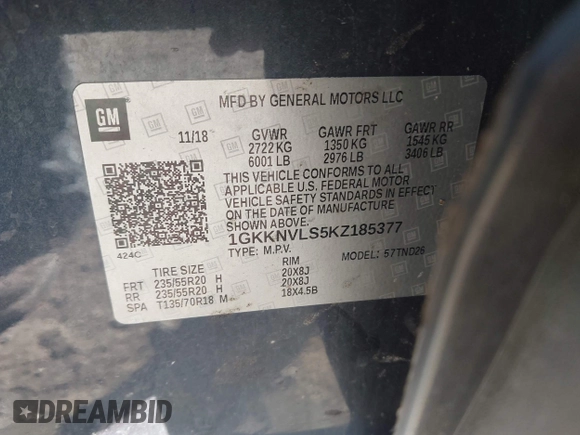 GM
MFD BY GENERAL MOTORS LLC
11/18 GVWR GAWR FRT GAWR RR
2722 KG 1350 KG 1545 KG
6001 LB 2976 LB 3406 LB
THIS VEHICLE CONFORMS TO ALL
APPLICABLE U.S. FEDERAL MOTOR
VEHICLE SAFETY STANDARDS IN EFFECT
ON THE DATE OF MANUFACTURE SHOWN ABOVE.
1GKKNVLS5KZ185377
424C TYPE: M.P.V. MODEL: 57TND26
TIRE SIZE RIM
FRT 235/55R20 H 20X8J
RR 235/55R20 H 20X8J
SPA T135/70R18 M 18X4.5B
DREAMBID